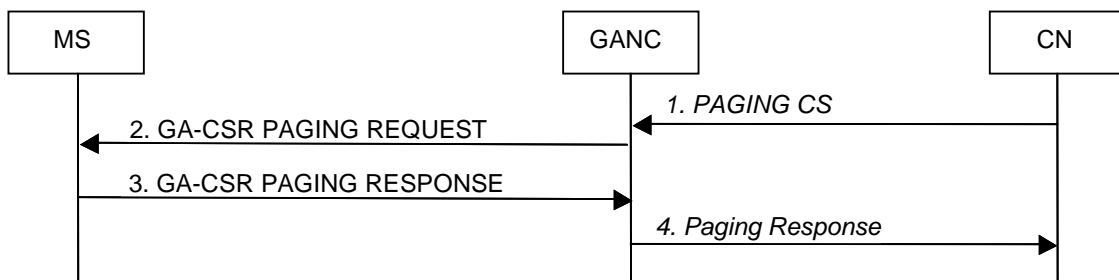 MS
GANC
CN
1. PAGING CS
2. GA-CSR PAGING REQUEST
3. GA-CSR PAGING RESPONSE
4. Paging Response